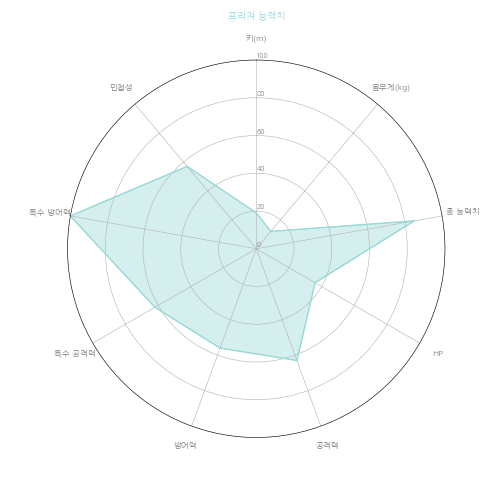 프리져 능력치
키(m)
100
민첩성
몸무게(kg)
80
60
40
특수 방어력
총 능력치
20
0
특수 공격력
HP
방어력
공격력